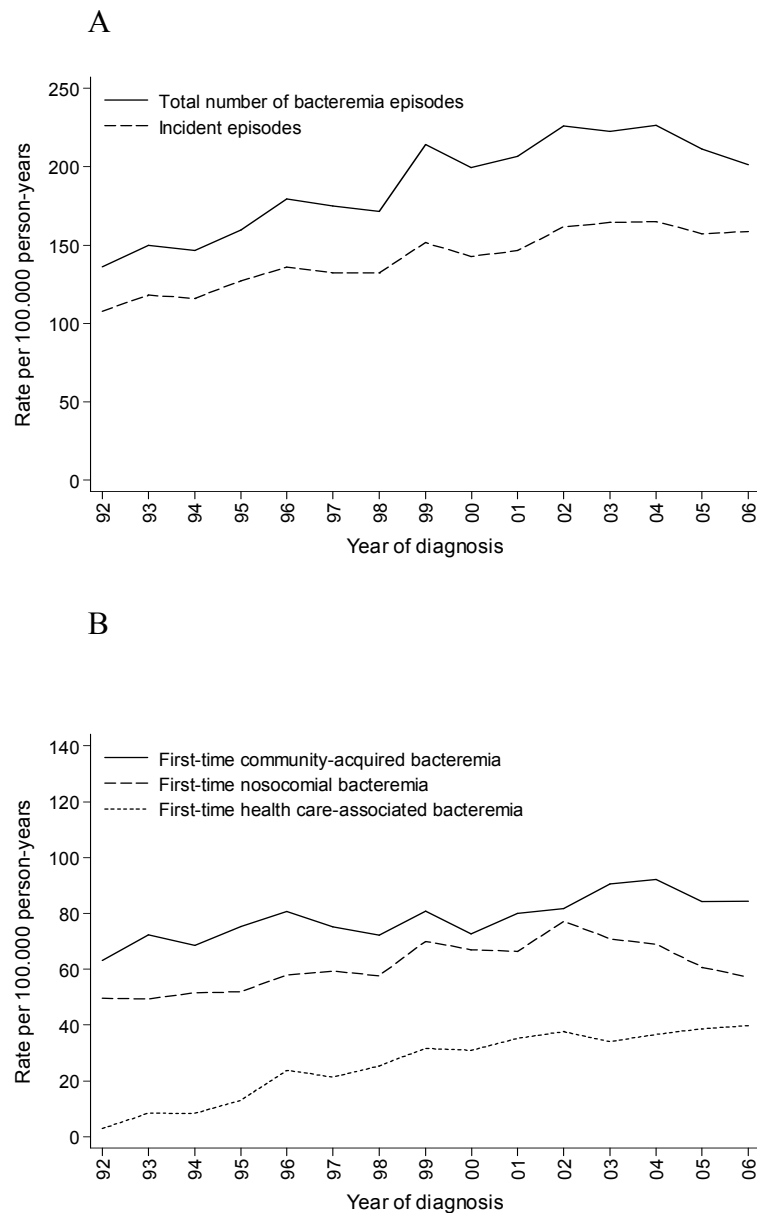 A
250
200
150
100
50
0
Rate per 100.000 person-years
Total number of bacteremia episodes
Incident episodes
92 93 94 95 96 97 98 99 00 01 02 03 04 05 06
Year of diagnosis
B
140
120
100
80
60
40
20
0
Rate per 100.000 person-years
First-time community-acquired bacteremia
First-time nosocomial bacteremia
First-time health care-associated bacteremia
92 93 94 95 96 97 98 99 00 01 02 03 04 05 06
Year of diagnosis